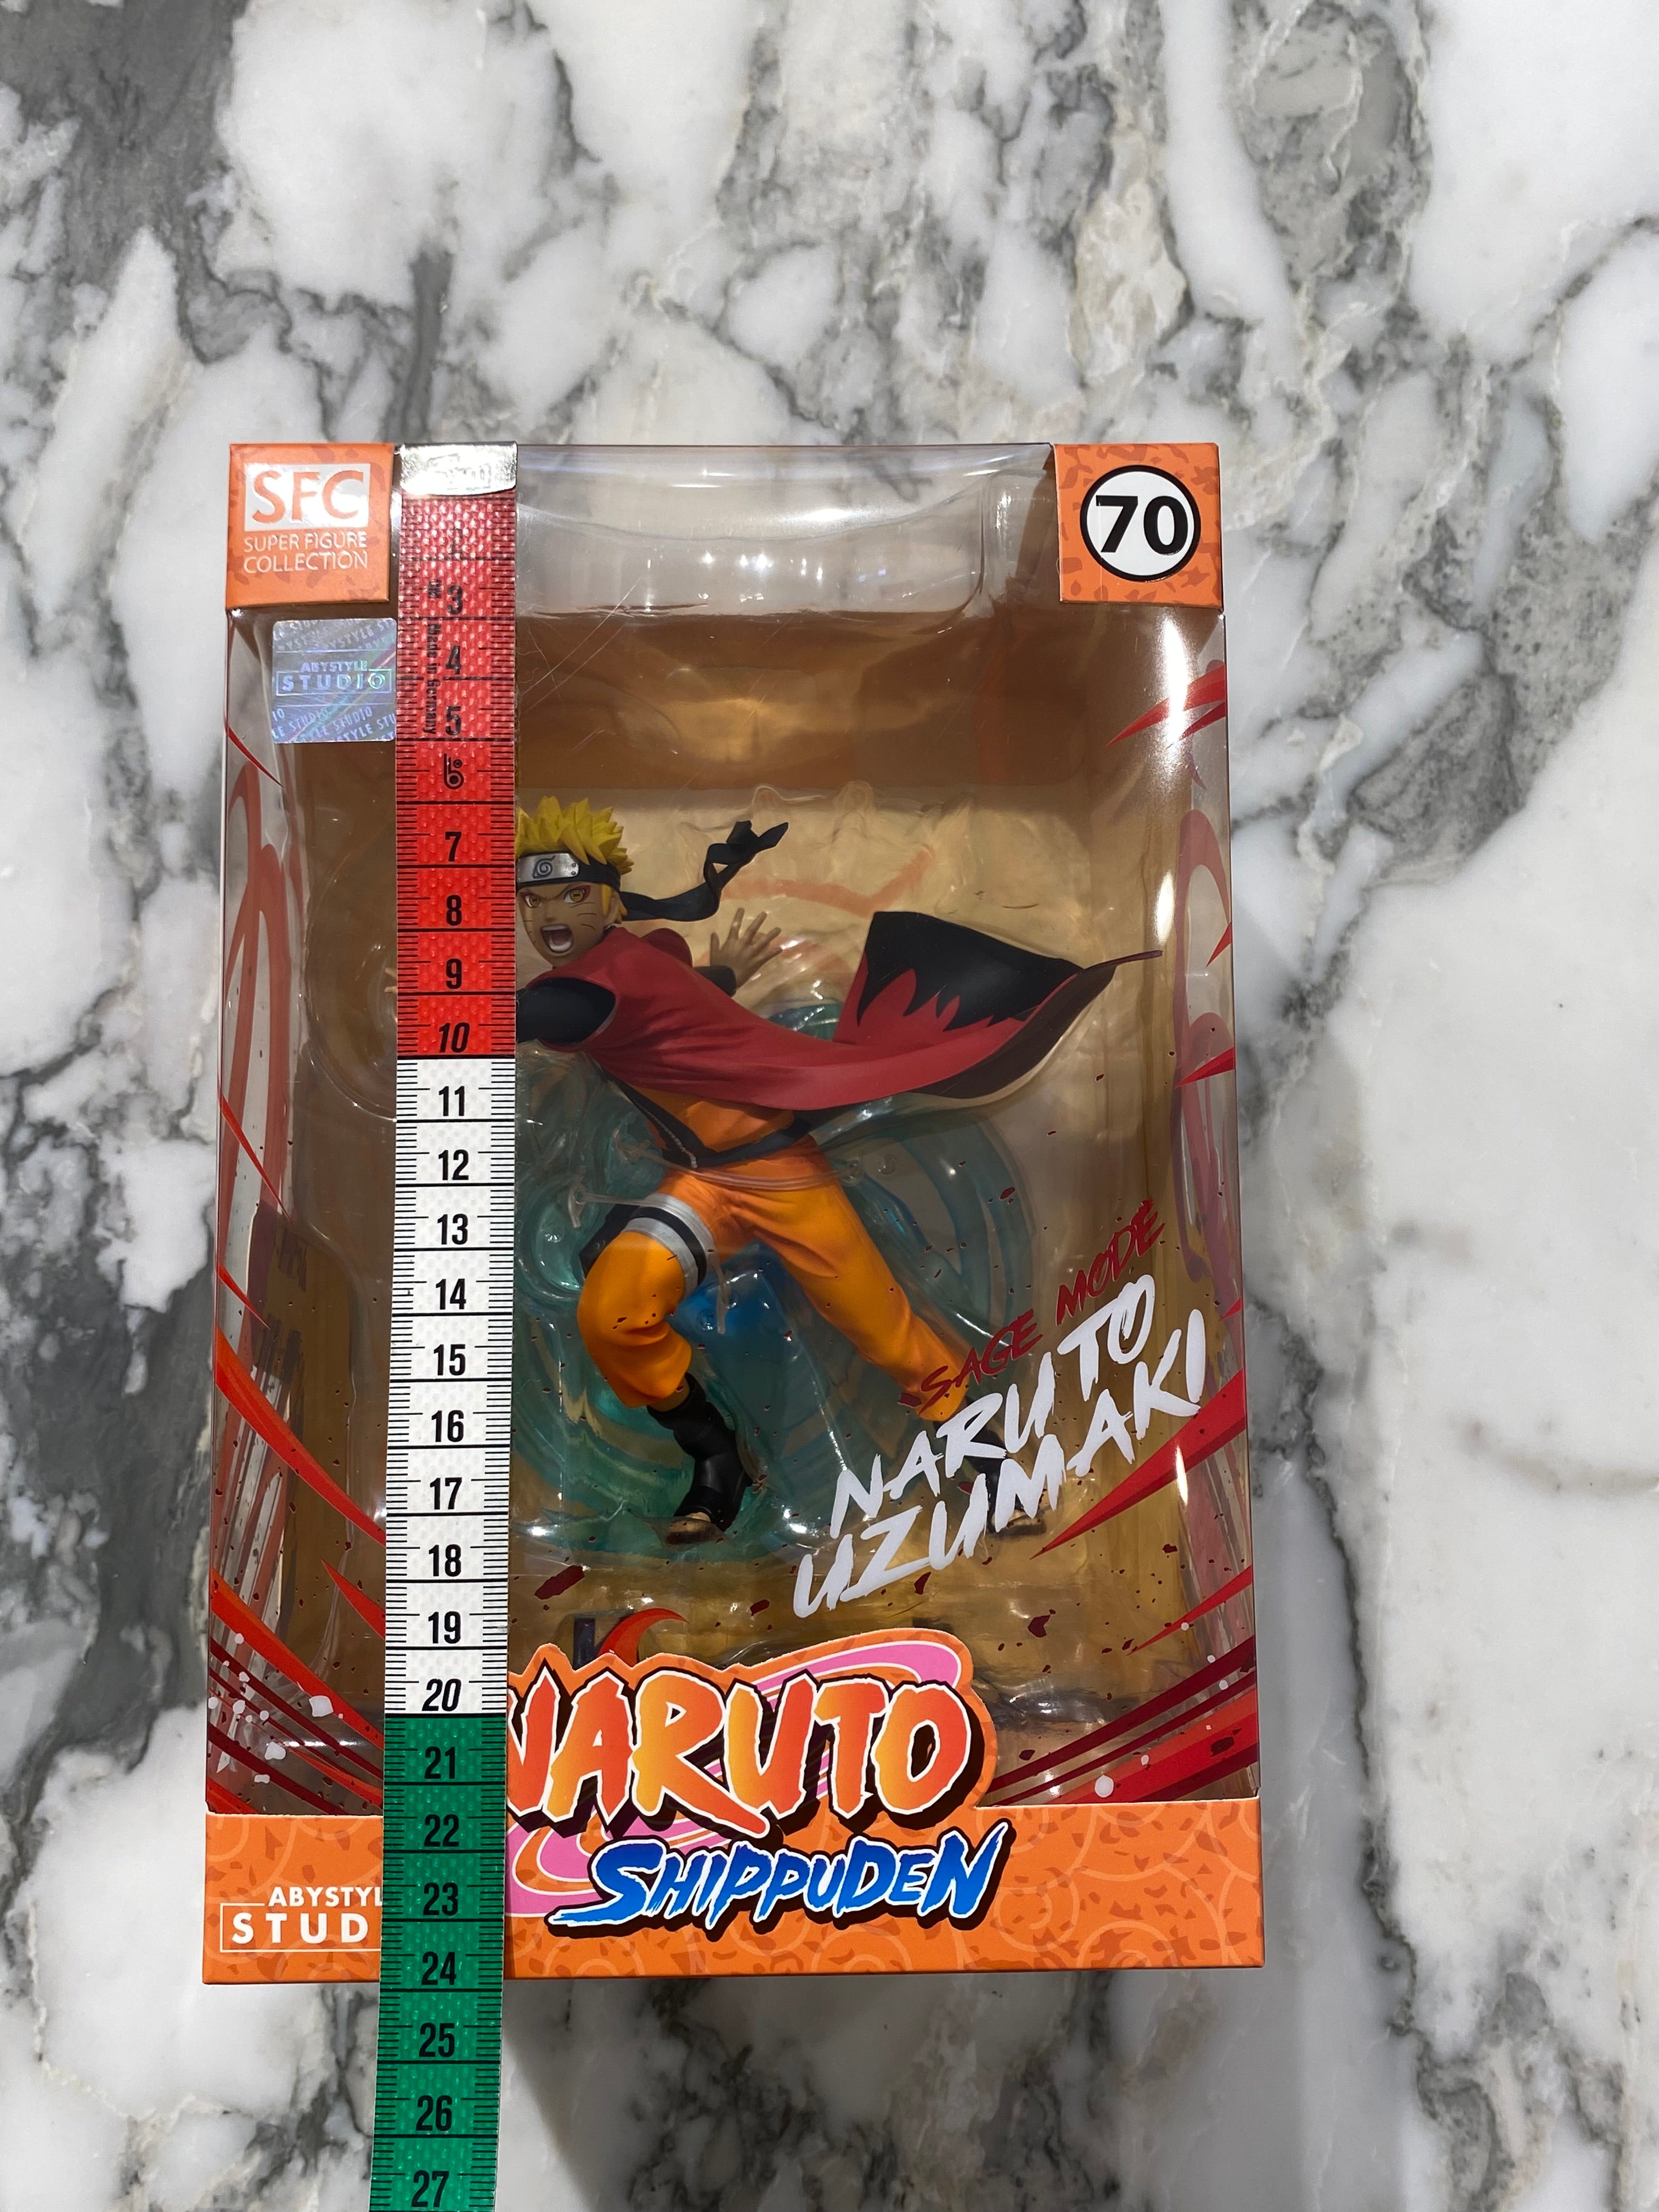 SFC
SUPER FIGURE
COLLECTION
70
ABYSTYLE
STUDIO
Made in Germany
3
4
5
6
7
8
9
10
11
12
13
14
15
16
17
18
19
20
21
22
23
24
25
26
27
SAGE MODE
NARUTO
UZUMAKI
NARUTO
SHIPPUDEN
ABYSTYL
STUD